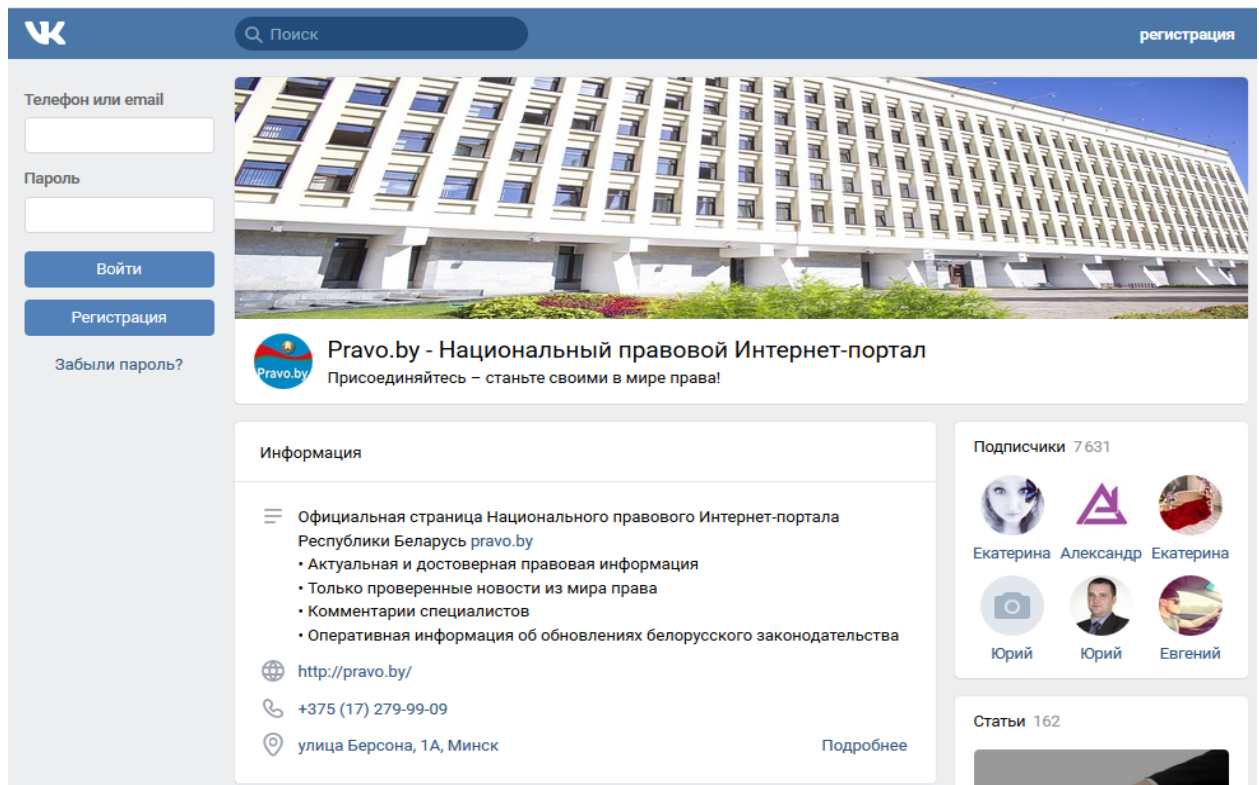 VK
Поиск
регистрация
Телефон или email
Пароль
Войти
Регистрация
Забыли пароль?
Pravo.by
Pravo.by - Национальный правовой Интернет-портал
Присоединяйтесь – станьте своими в мире права!
Информация
Официальная страница Национального правового Интернет-портала
Республики Беларусь pravo.by
• Актуальная и достоверная правовая информация
• Только проверенные новости из мира права
• Комментарии специалистов
• Оперативная информация об обновлениях белорусского законодательства
http://pravo.by/
+375 (17) 279-99-09
улица Берсона, 1А, Минск
Подробнее
Подписчики 7 631
Екатерина Александр Екатерина
Юрий Юрий Евгений
Статьи 162